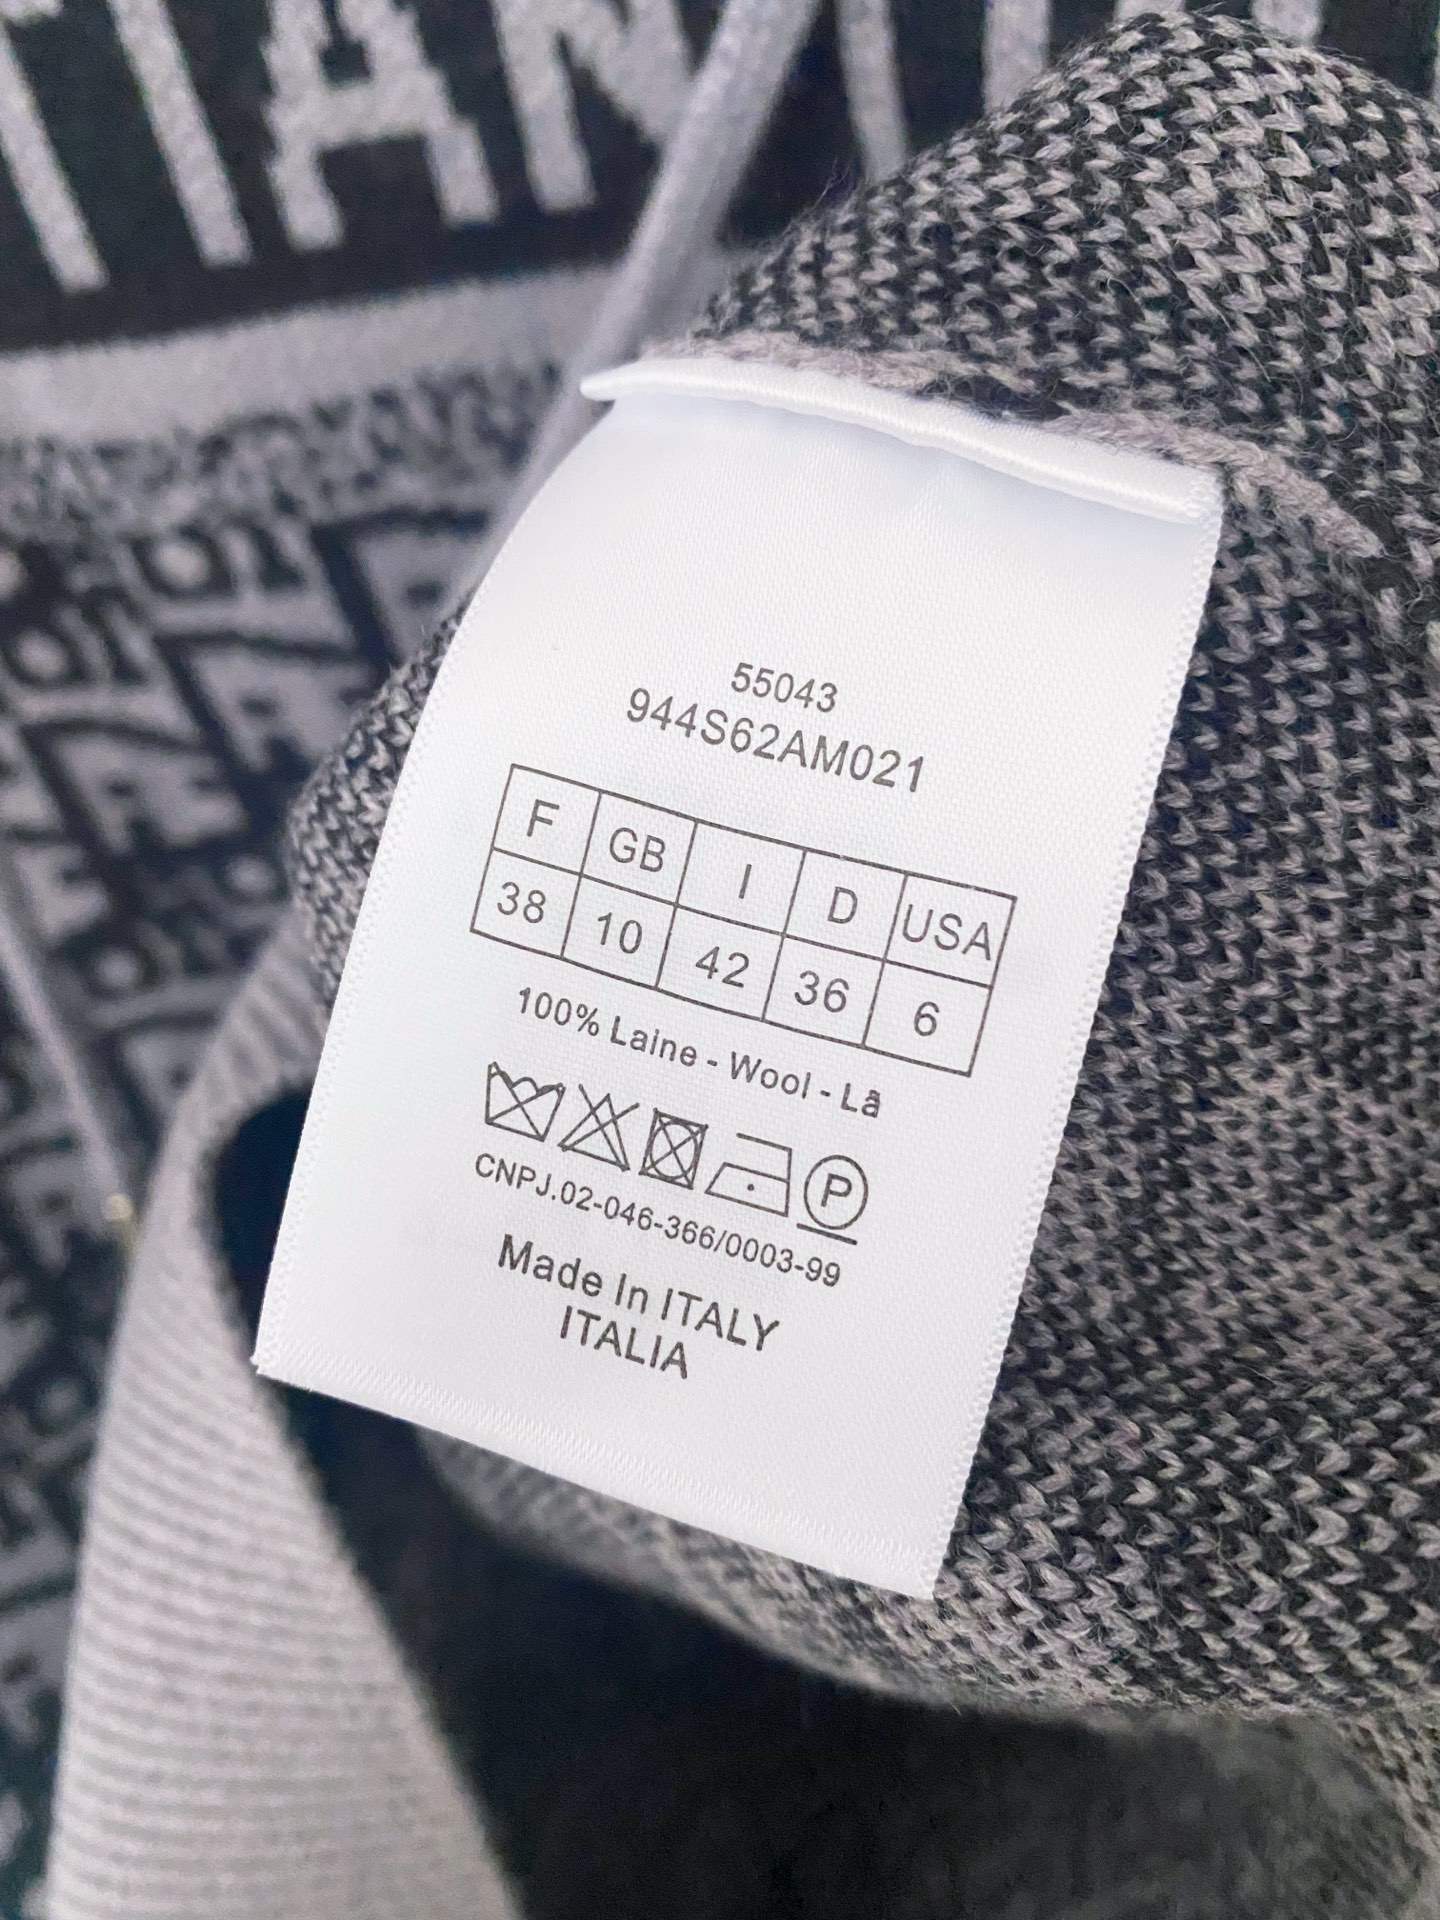 55043
944S62AM021
F GB I D USA
38 10 42 36 6
100% Laine - Wool - Lã
P
CNPJ.02-046-366/0003-99
Made In ITALY
ITALIA